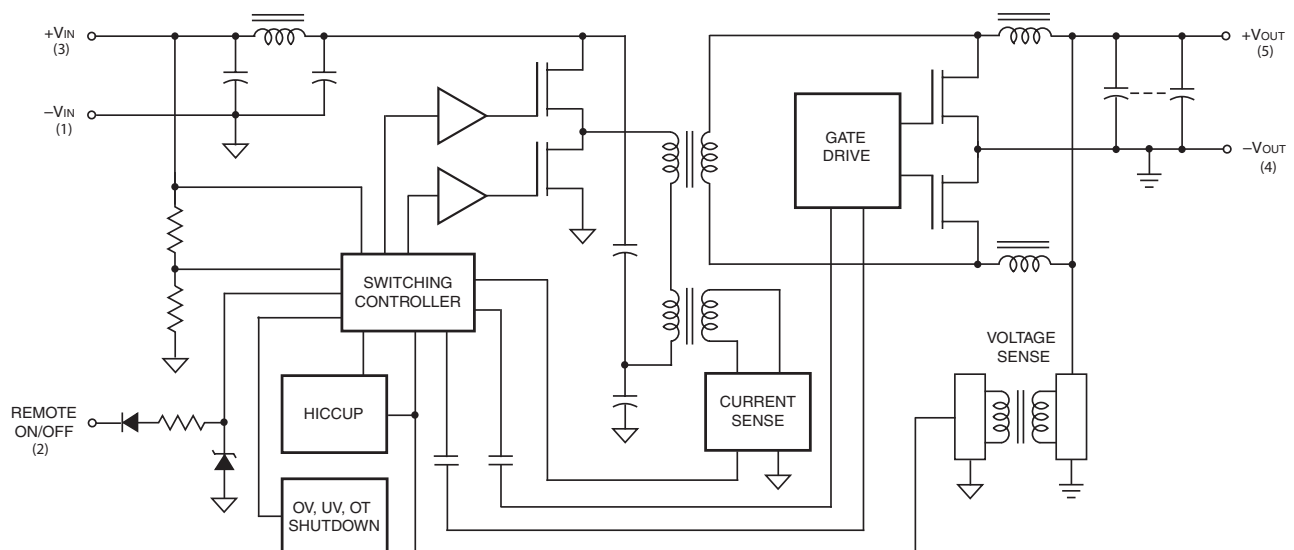 +VIN
(3)
−VIN
(1)
+VOUT
(5)
−VOUT
(4)
GATE
DRIVE
SWITCHING
CONTROLLER
VOLTAGE
SENSE
HICCUP
CURRENT
SENSE
REMOTE
ON/OFF
(2)
OV, UV, OT
SHUTDOWN